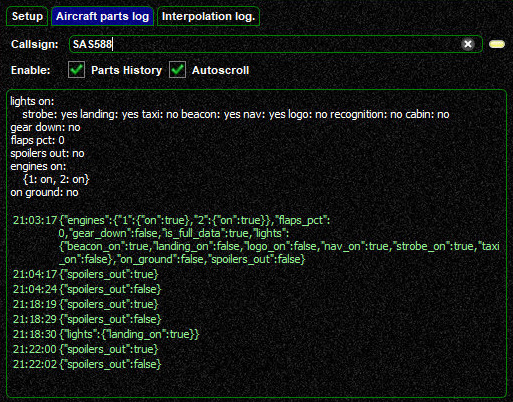 Setup Aircraft parts log Interpolation log.
Callsign: SAS588
Enable: Parts History Autoscroll
lights on:
strobe: yes landing: yes taxi: no beacon: yes nav: yes logo: no recognition: no cabin: no
gear down: no
flaps pct: 0
spoilers out: no
engines on:
{1: on, 2: on}
on ground: no
21:03:17 {"engines":{"1":{"on":true},"2":{"on":true}},"flaps_pct":
0,"gear_down":false,"is_full_data":true,"lights":
{"beacon_on":true,"landing_on":false,"logo_on":false,"nav_on":true,"strobe_on":true,"taxi
_on":false},"on_ground":false,"spoilers_out":false}
21:04:17 {"spoilers_out":true}
21:04:24 {"spoilers_out":false}
21:18:19 {"spoilers_out":true}
21:18:29 {"spoilers_out":false}
21:18:30 {"lights":{"landing_on":true}}
21:22:00 {"spoilers_out":true}
21:22:02 {"spoilers_out":false}